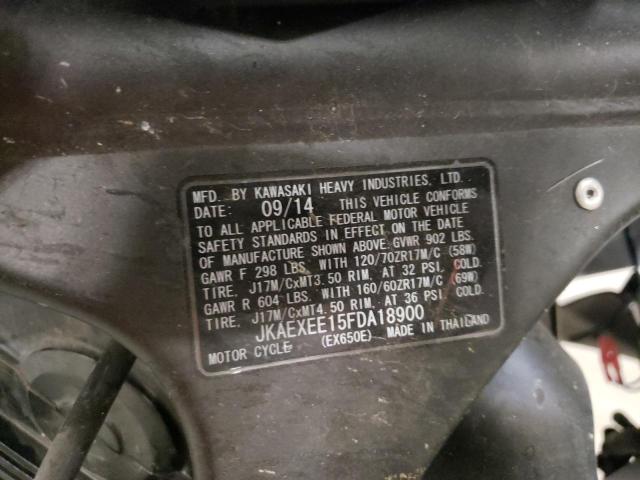 MFD. BY KAWASAKI HEAVY INDUSTRIES, LTD.
DATE: 09/14 THIS VEHICLE CONFORMS
TO ALL APPLICABLE FEDERAL MOTOR VEHICLE
SAFETY STANDARDS IN EFFECT ON THE DATE
OF MANUFACTURE SHOWN ABOVE. GVWR 902 LBS.
GAWR F 298 LBS. WITH 120/70ZR17M/C (58W)
TIRE, J17M/CxMT3.50 RIM, AT 32 PSI, COLD.
GAWR R 604 LBS. WITH 160/60ZR17M/C (69W)
TIRE, J17M/CxMT4.50 RIM, AT 36 PSI, COLD.
JKAEXEE15FDA18900
MOTOR CYCLE (EX650E) MADE IN THAILAND